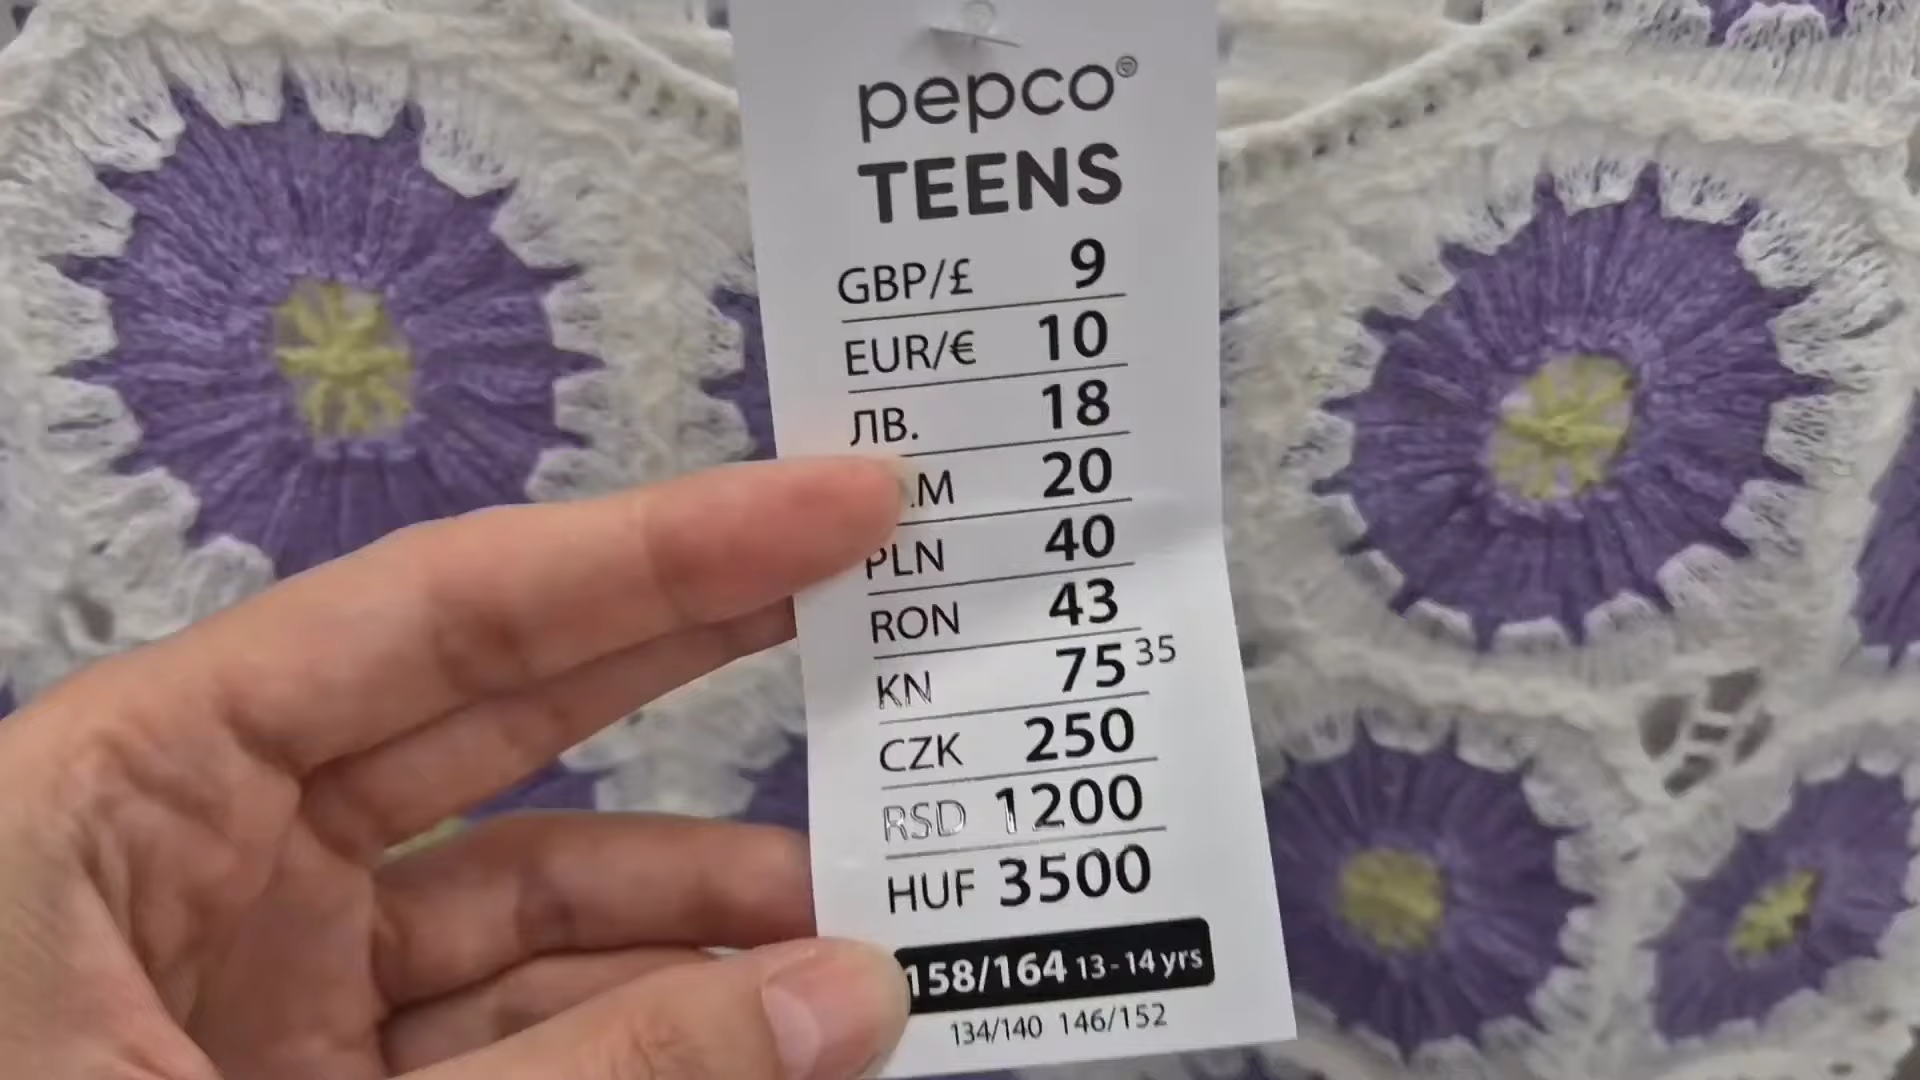 pepco®
TEENS
GBP/£ 9
EUR/€ 10
ЛВ. 18
.M 20
PLN 40
RON 43
KN 75 35
CZK 250
RSD 1200
HUF 3500
158/164 13-14 yrs
134/140 146/152